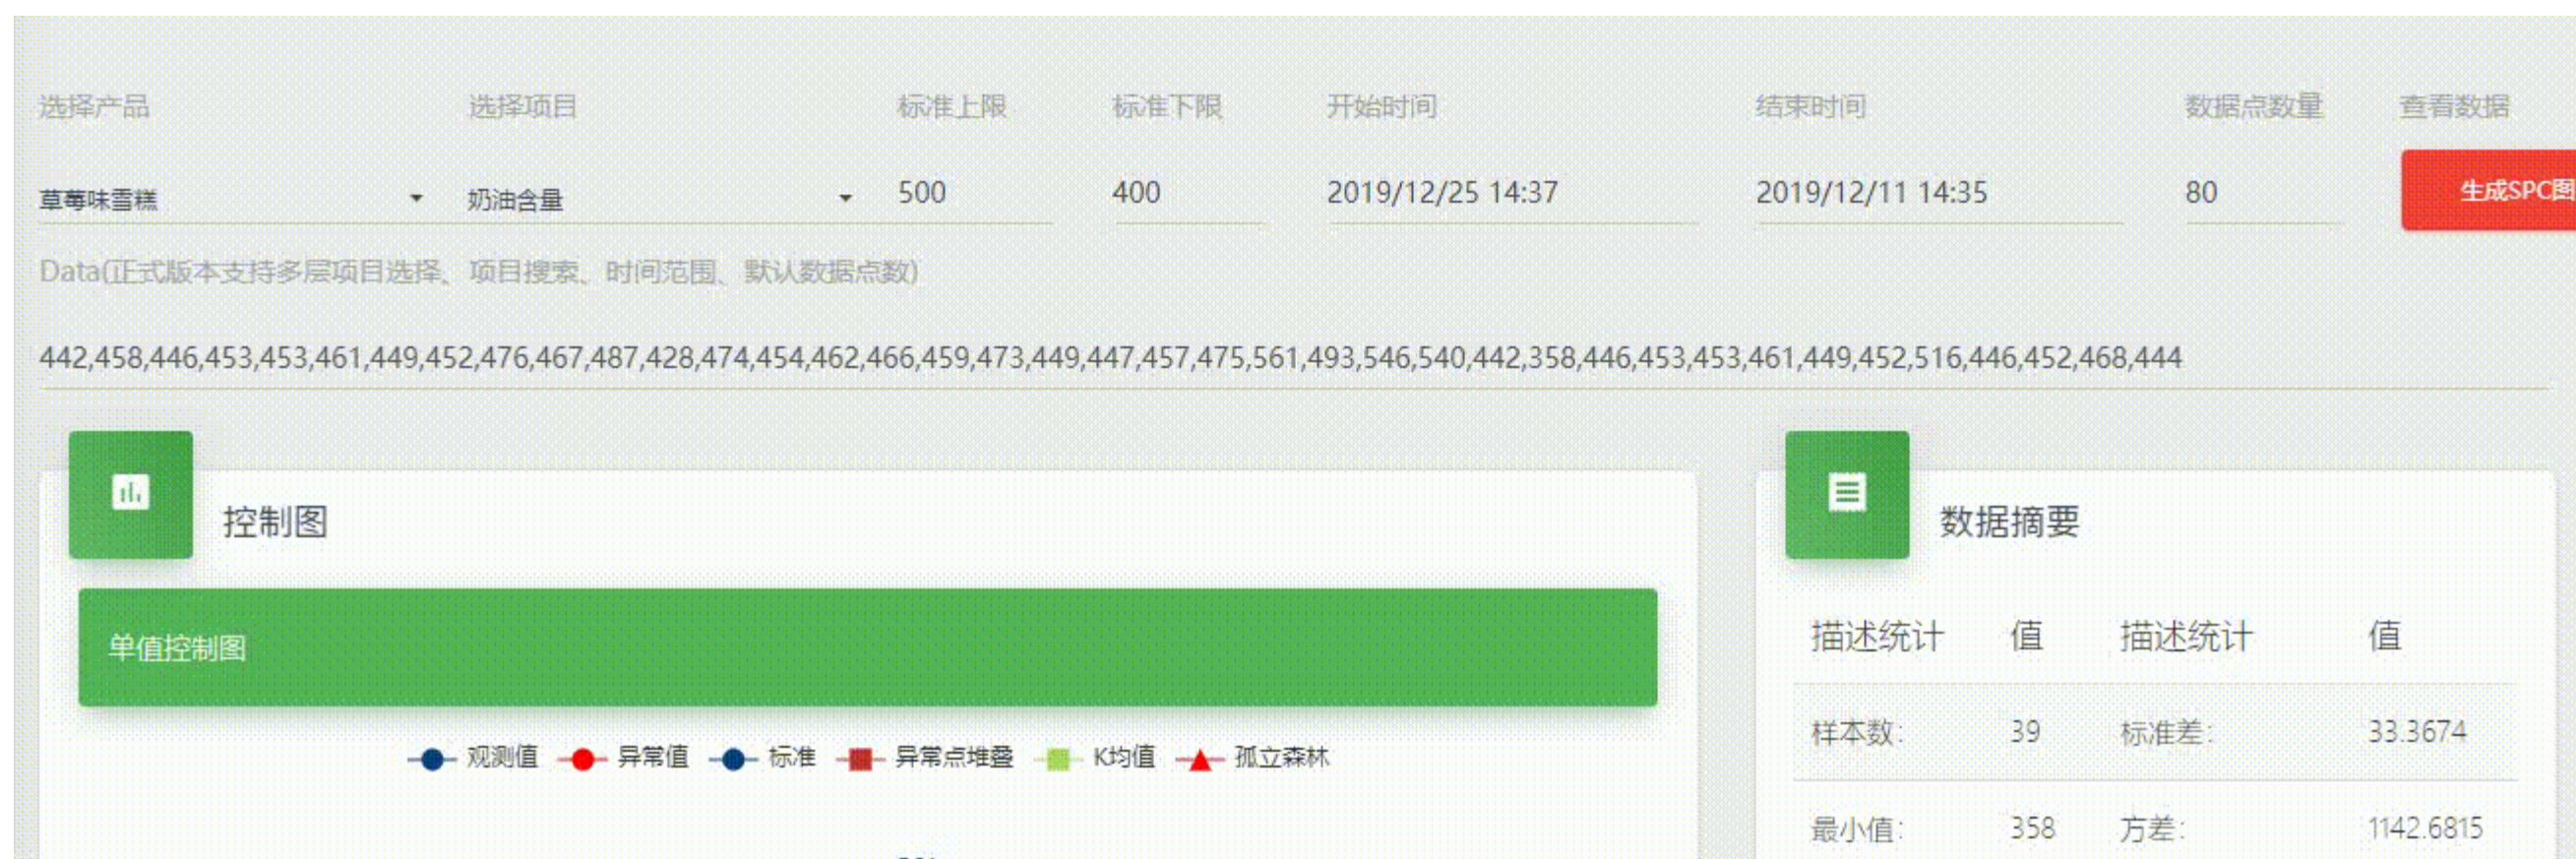 选择产品 选择项目 标准上限 标准下限 开始时间 结束时间 数据点数量 查看数据
草莓味雪糕 奶油含量 500 400 2019/12/25 14:37 2019/12/11 14:35 80 生成SPC图
Data(正式版本支持多层项目选择、项目搜索、时间范围、默认数据点数)
442,458,446,453,453,461,449,452,476,467,487,428,474,454,462,466,459,473,449,447,457,475,561,493,546,540,442,358,446,453,453,461,449,452,516,446,452,468,444
控制图 数据摘要
单值控制图
描述统计 值 描述统计 值
样本数: 39 标准差: 33.3674
观测值 异常值 标准 异常点堆叠 K均值 孤立森林
最小值: 358 方差: 1142.6815